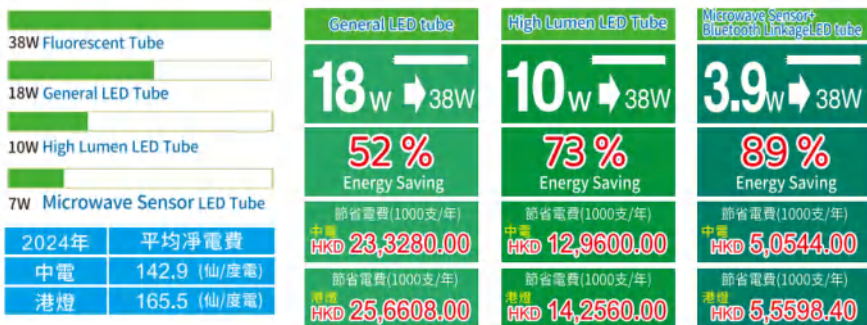 38W Fluorescent Tube
18W General LED Tube
10W High Lumen LED Tube
7W Microwave Sensor LED Tube
2024年 平均凈電費
中電 142.9 (仙/度電)
港燈 165.5 (仙/度電)
General LED tube
18W ➡ 38W
52 %
Energy Saving
節省電費(1000支/年)
中電
HKD 23,3280.00
節省電費(1000支/年)
港燈
HKD 25,6608.00
High Lumen LED Tube
10W ➡ 38W
73 %
Energy Saving
節省電費(1000支/年)
中電
HKD 12,9600.00
節省電費(1000支/年)
港燈
HKD 14,2560.00
Microwave Sensor+
Bluetooth LinkageLED tube
3.9W ➡ 38W
89 %
Energy Saving
節省電費(1000支/年)
中電
HKD 5,0544.00
節省電費(1000支/年)
港燈
HKD 5,5598.40